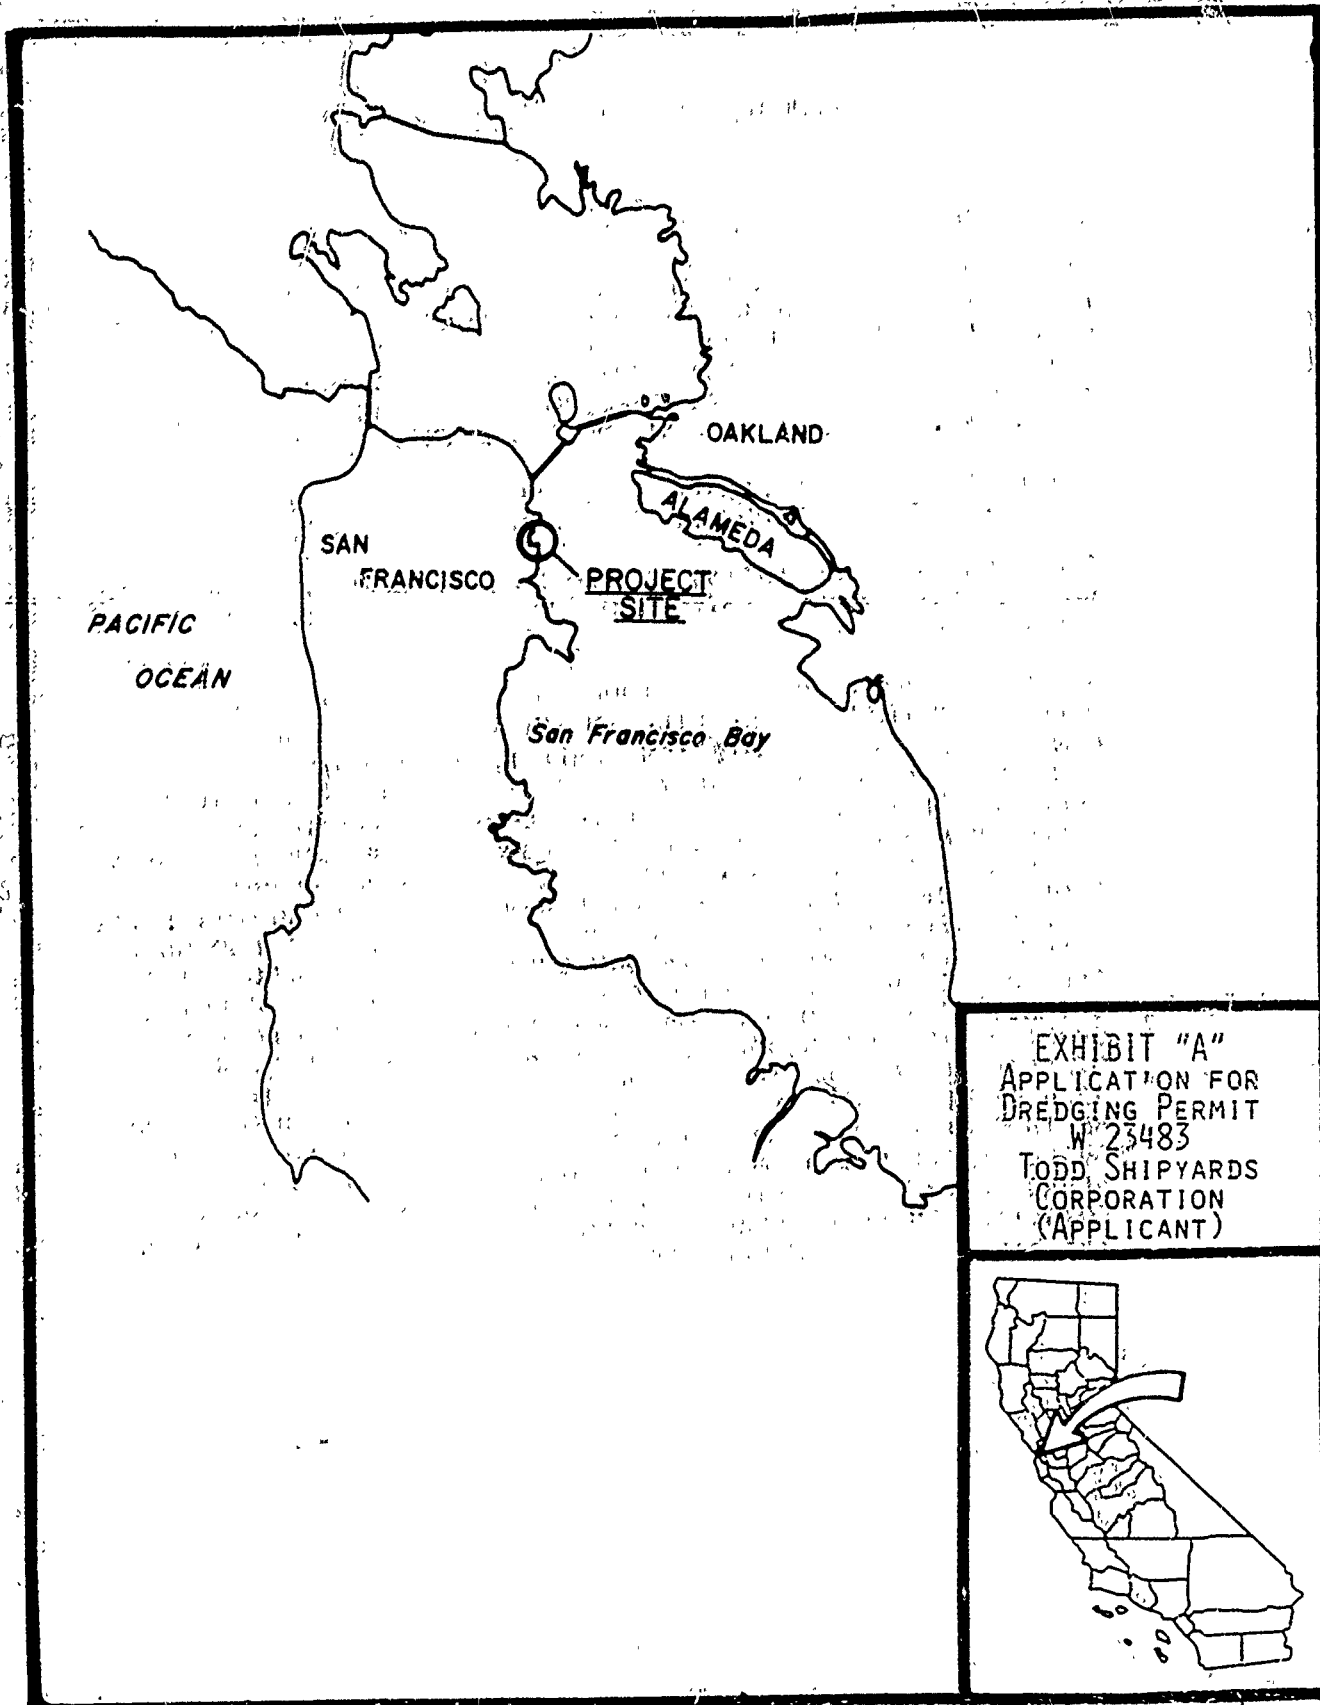 OAKLAND
ALAMEDA
SAN
FRANCISCO
PROJECT
SITE
PACIFIC
OCEAN
San Francisco Bay
EXHIBIT "A"
APPLICATION FOR
DREDGING PERMIT
W 23483
TODD SHIPYARDS
CORPORATION
(APPLICANT)